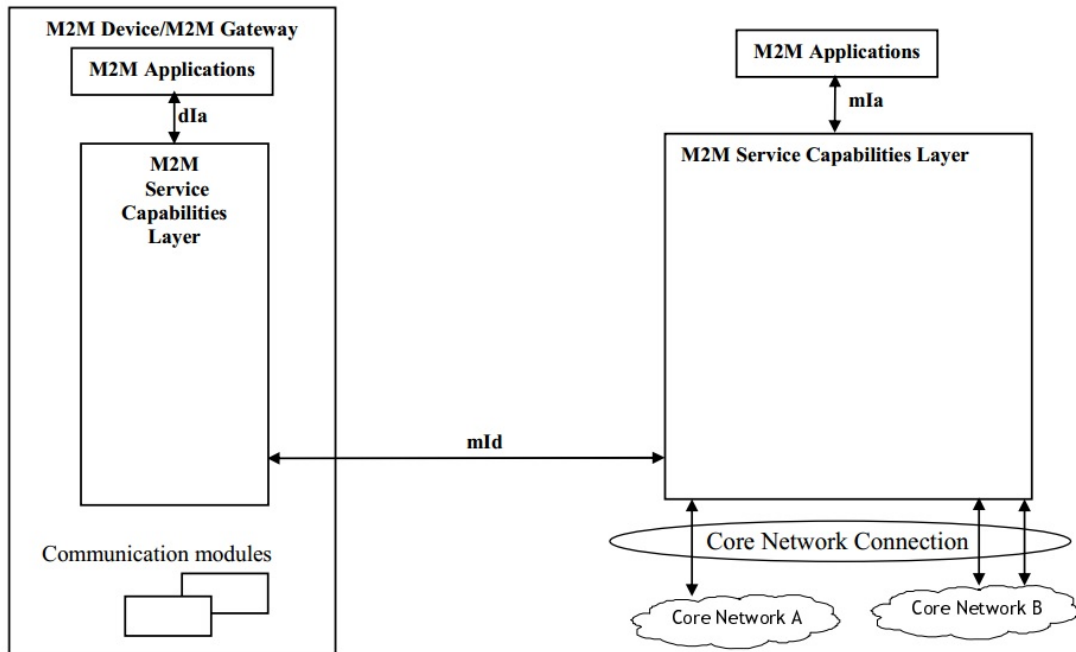 M2M Device/M2M Gateway
M2M Applications
dIa
M2M
Service
Capabilities
Layer
mId
Communication modules
M2M Applications
mIa
M2M Service Capabilities Layer
Core Network Connection
Core Network A
Core Network B